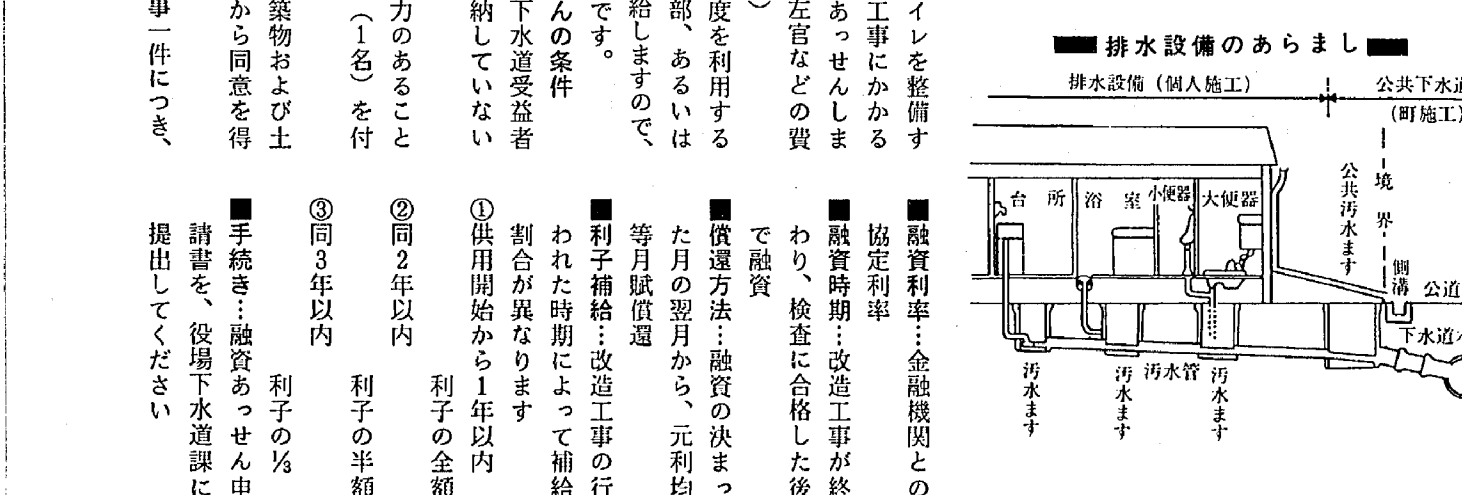 排水設備のあらまし
排水設備（個人施工）
公共下水道
（町施工）
境界
公共汚水ます
側溝
公道
下水道本
台所
浴室
小便器
大便器
汚水ます
汚水ます
汚水管
汚水ます
イレを整備す
工事にかかる
あっせんしま
左官などの費
）
度を利用する
部、あるいは
給しますので、
です。
んの条件
下水道受益者
納していない
力のあること
（１名）を付
築物および土
から同意を得
事一件につき、
■融資利率…金融機関との
協定利率
■融資時期…改造工事が終
わり、検査に合格した後
で融資
■償還方法…融資の決まっ
た月の翌月から、元利均
等月賦償還
■利子補給…改造工事の行
われた時期によって補給
割合が異なります
①供用開始から１年以内
利子の全額
②同２年以内
利子の半額
③同３年以内
利子の⅓
■手続き…融資あっせん申
請書を、役場下水道課に
提出してください